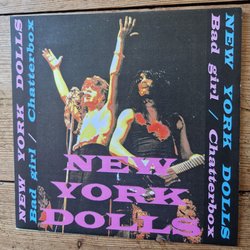 NEW YORK DOLLS
Bad girl / Chatterbox
NEW YORK DOLLS
Bad girl / Chatterbox
NEW
YORK
DOLLS